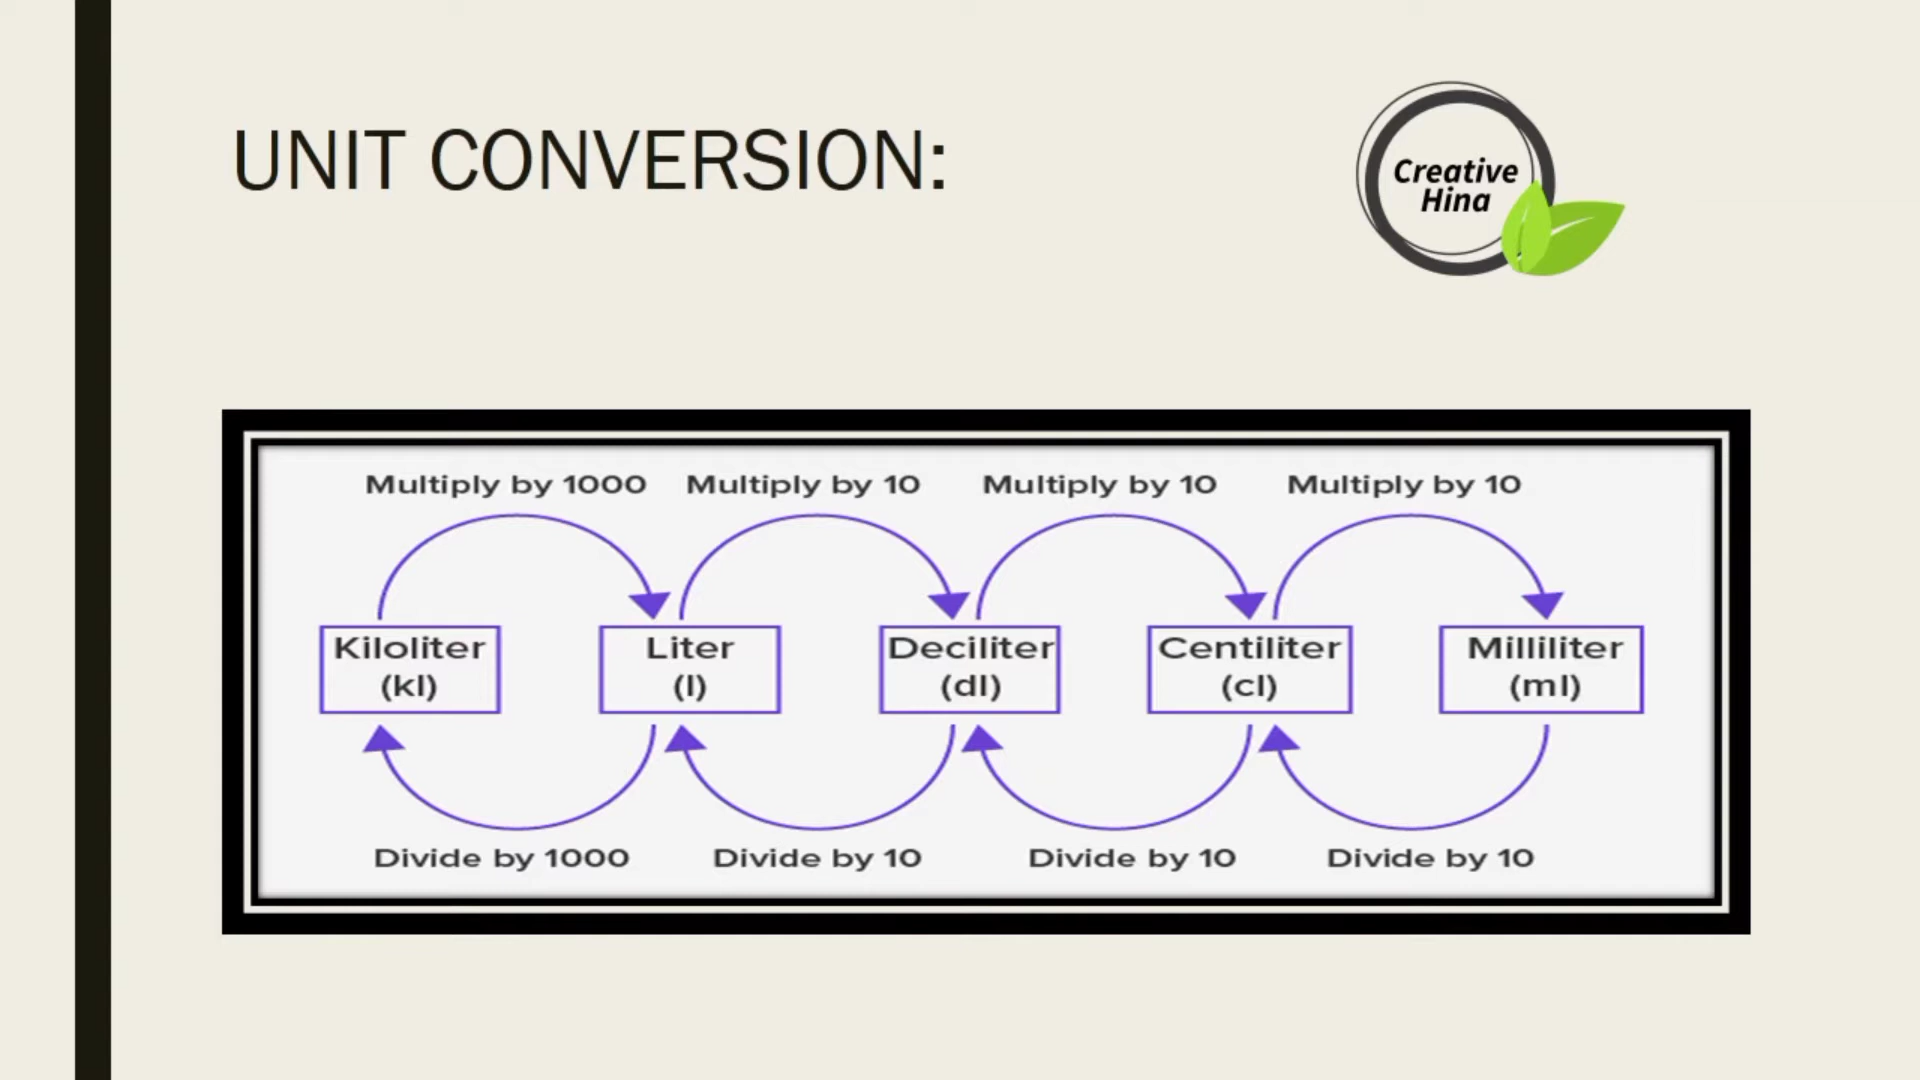 UNIT CONVERSION:
Creative
Hina
Multiply by 1000 Multiply by 10 Multiply by 10 Multiply by 10
Kiloliter Liter Deciliter Centiliter Milliliter
(kl) (l) (dl) (cl) (ml)
Divide by 1000 Divide by 10 Divide by 10 Divide by 10